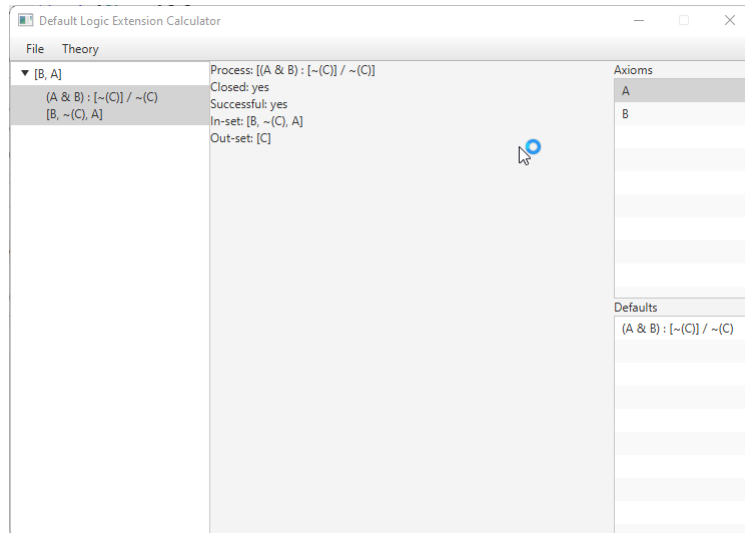 Default Logic Extension Calculator
File Theory
[B, A]
(A & B) : [~(C)] / ~(C)
[B, ~(C), A]
Process: [(A & B) : [~(C)] / ~(C)]
Closed: yes
Successful: yes
In-set: [B, ~(C), A]
Out-set: [C]
Axioms
A
B
Defaults
(A & B) : [~(C)] / ~(C)